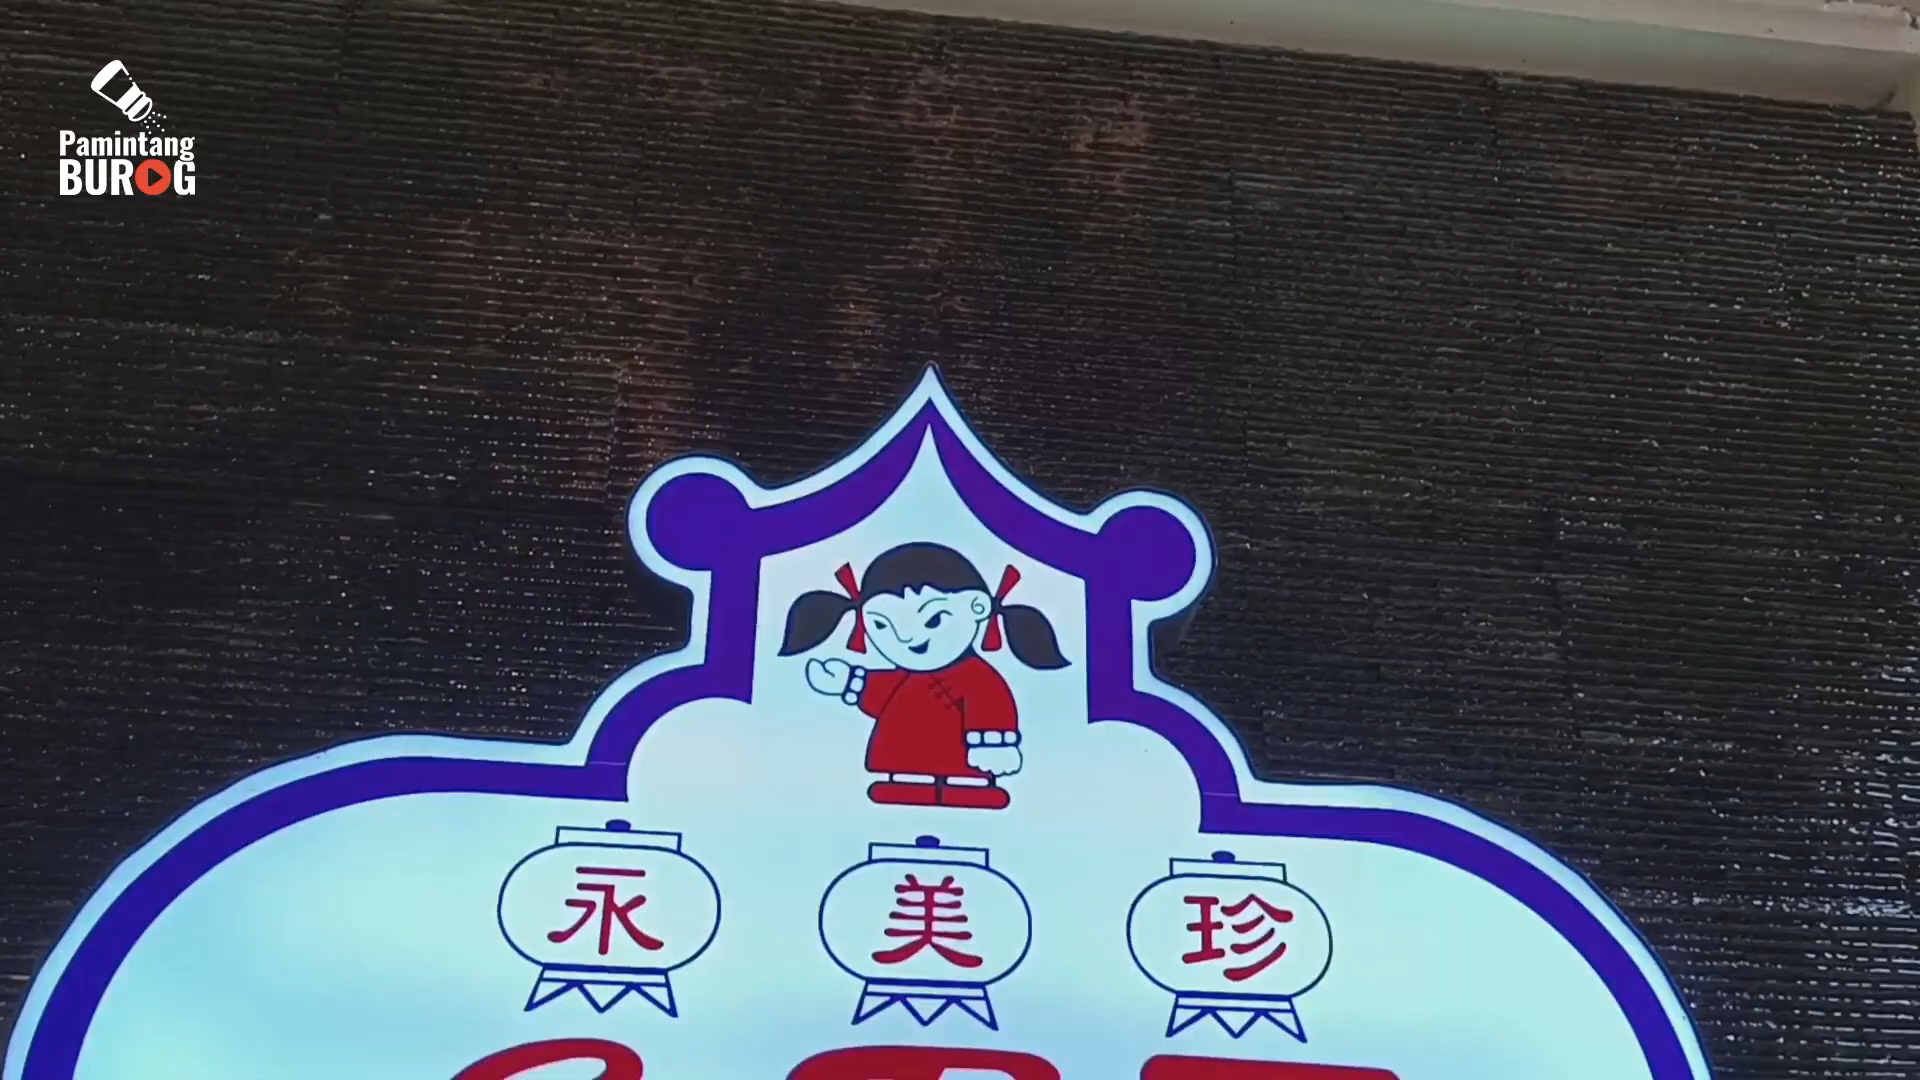 Pamintang
BUROG
永 美 珍